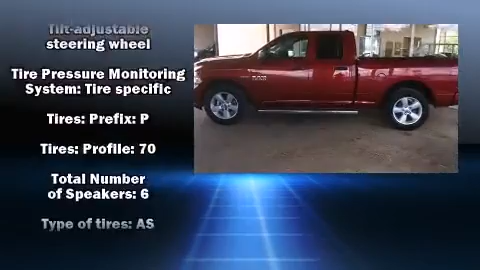 Tilt-adjustable
steering wheel
Tire Pressure Monitoring
System: Tire specific
Tires: Prefix: P
Tires: Profile: 70
Total Number
of Speakers: 6
Type of tires: AS